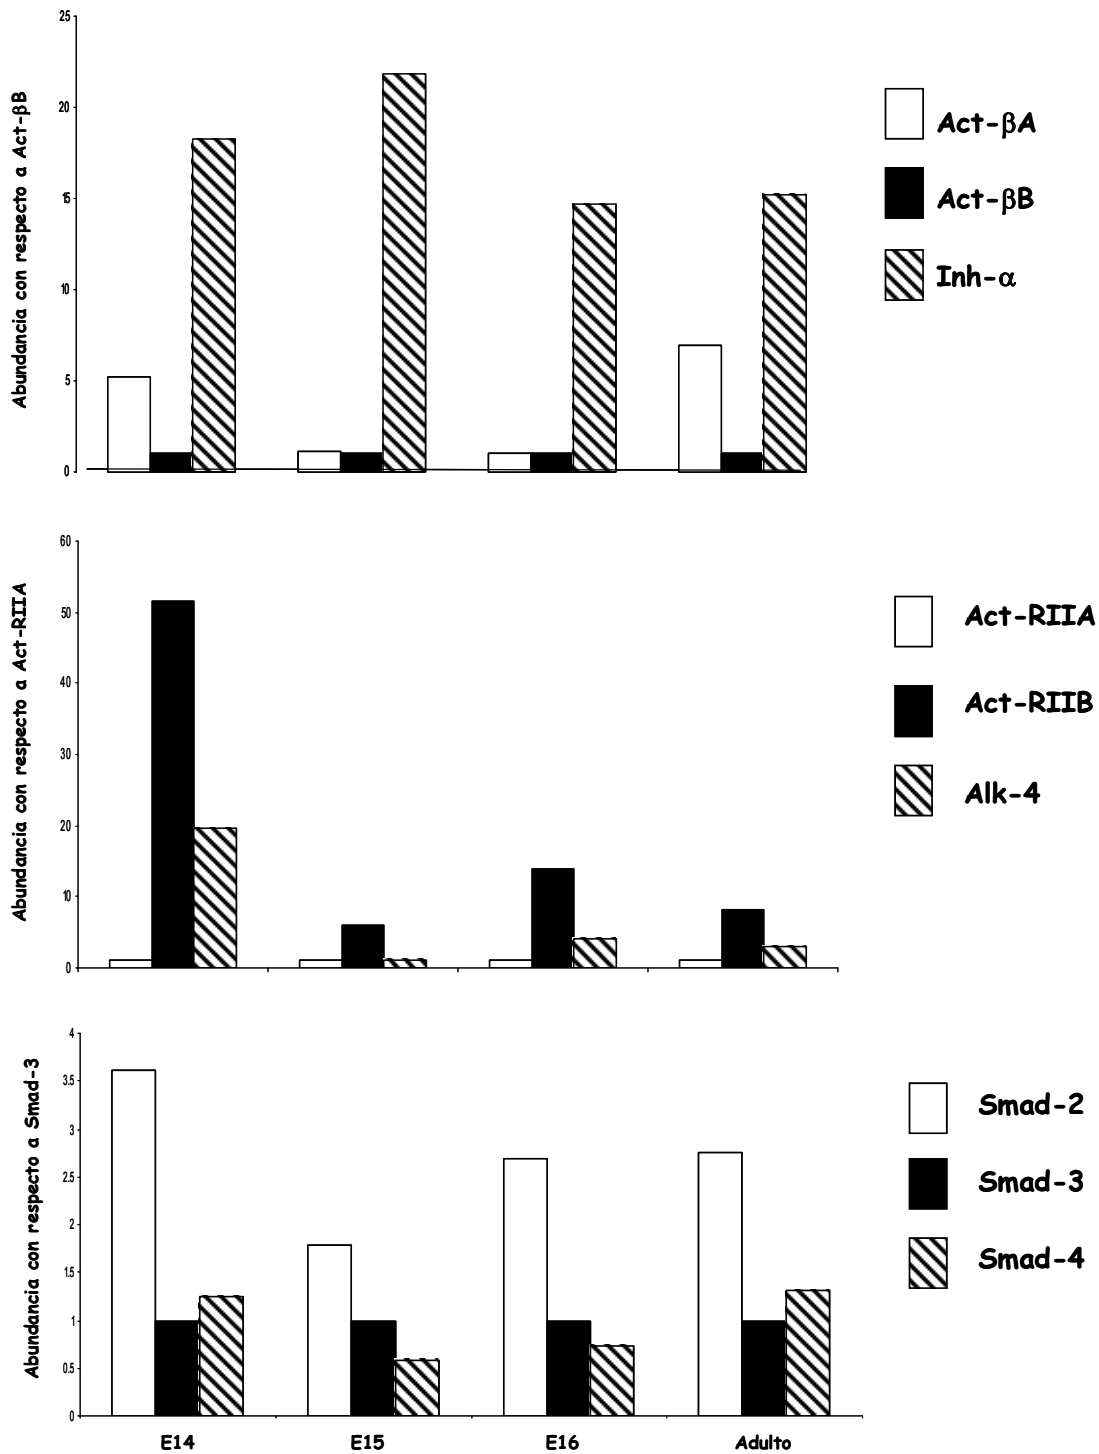 Abundancia con respecto a Act-βB
25
20
15
10
5
0
Act-βA
Act-βB
Inh-α
Abundancia con respecto a Act-RIIA
60
50
40
30
20
10
0
Act-RIIA
Act-RIIB
Alk-4
Abundancia con respecto a Smad-3
4
3.5
3
2.5
2
1.5
1
0.5
0
Smad-2
Smad-3
Smad-4
E14 E15 E16 Adulto